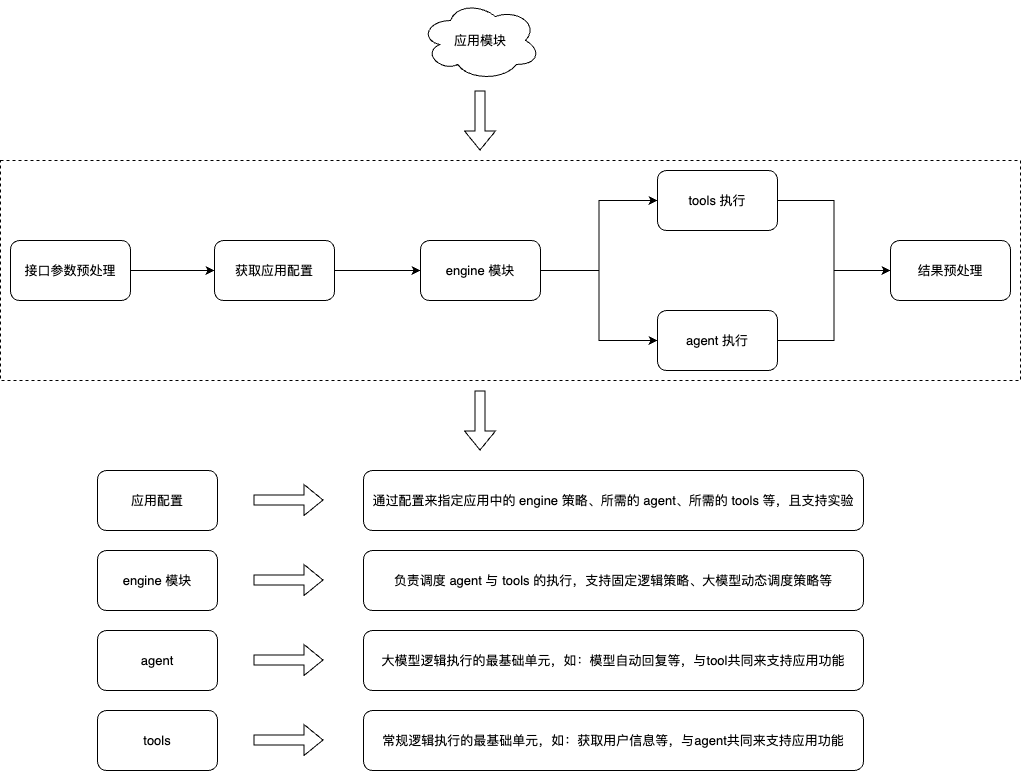 应用模块
tools 执行
接口参数预处理
获取应用配置
engine 模块
结果预处理
agent 执行
应用配置
通过配置来指定应用中的 engine 策略、所需的 agent、所需的 tools 等，且支持实验
engine 模块
负责调度 agent 与 tools 的执行，支持固定逻辑策略、大模型动态调度策略等
agent
大模型逻辑执行的最基础单元，如：模型自动回复等，与tool共同来支持应用功能
tools
常规逻辑执行的最基础单元，如：获取用户信息等，与agent共同来支持应用功能